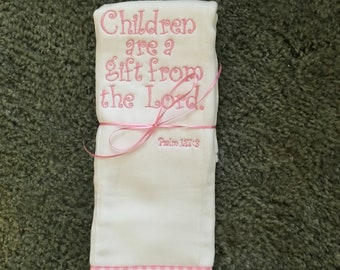 Children
are a
gift from
the Lord.
Psalm 127:3